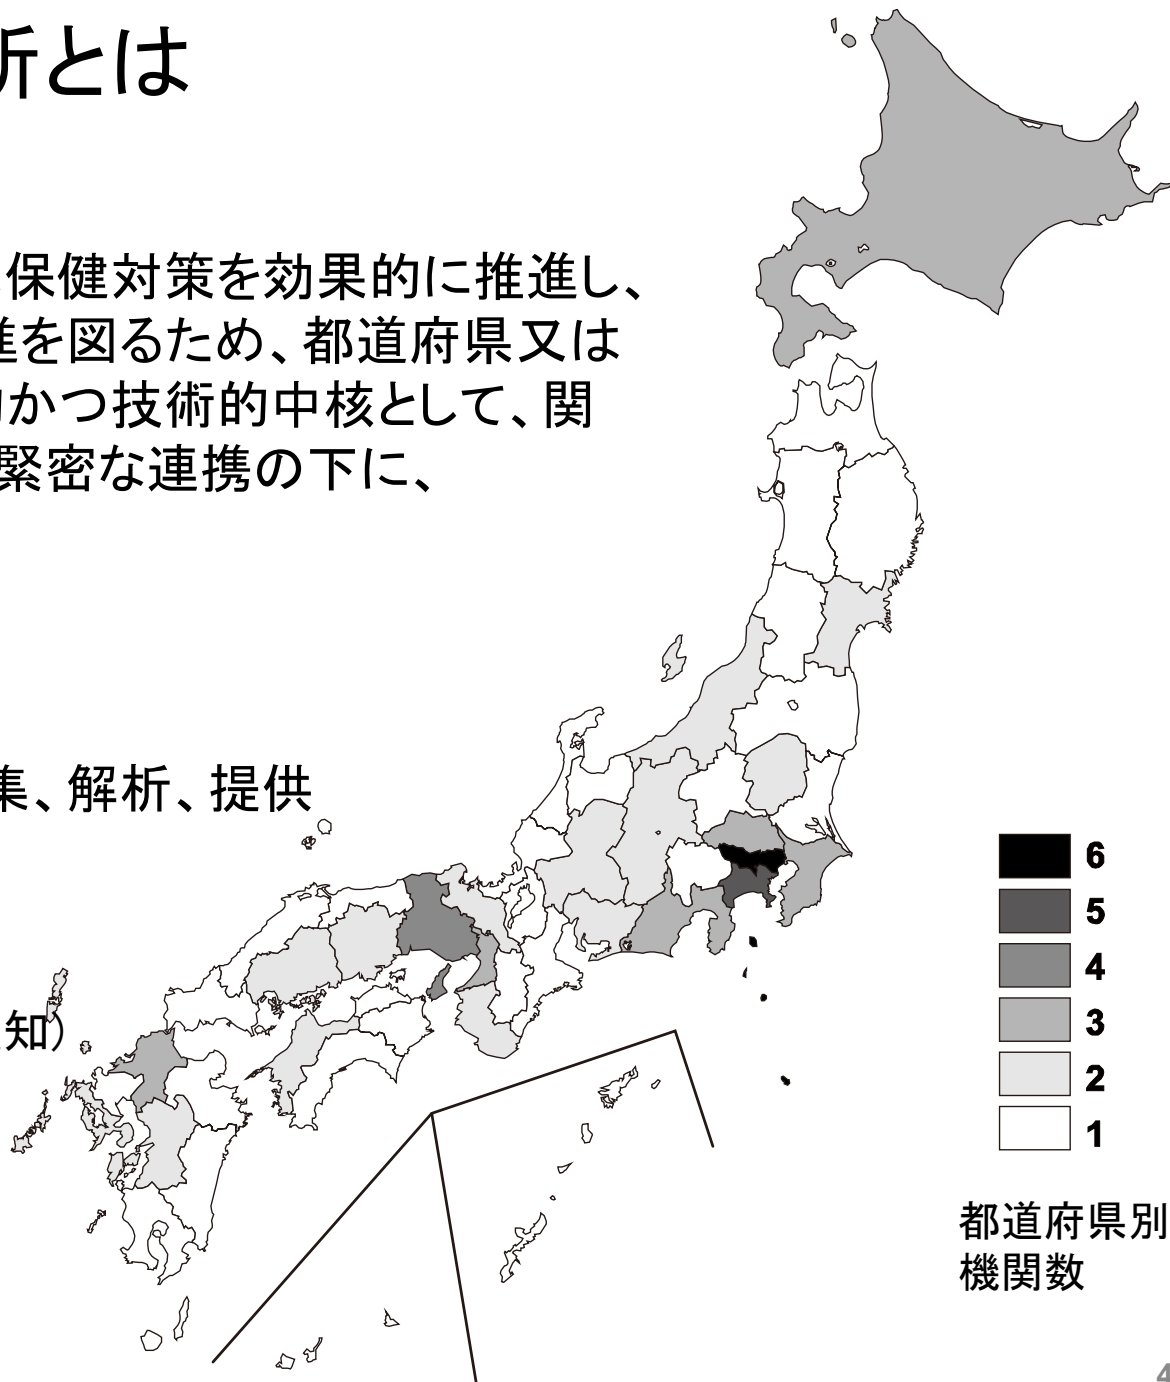 所とは
保健対策を効果的に推進し、
進を図るため、都道府県又は
的かつ技術的中核として、関
緊密な連携の下に、
集、解析、提供
知)
6
5
4
3
2
1
都道府県別
機関数
4